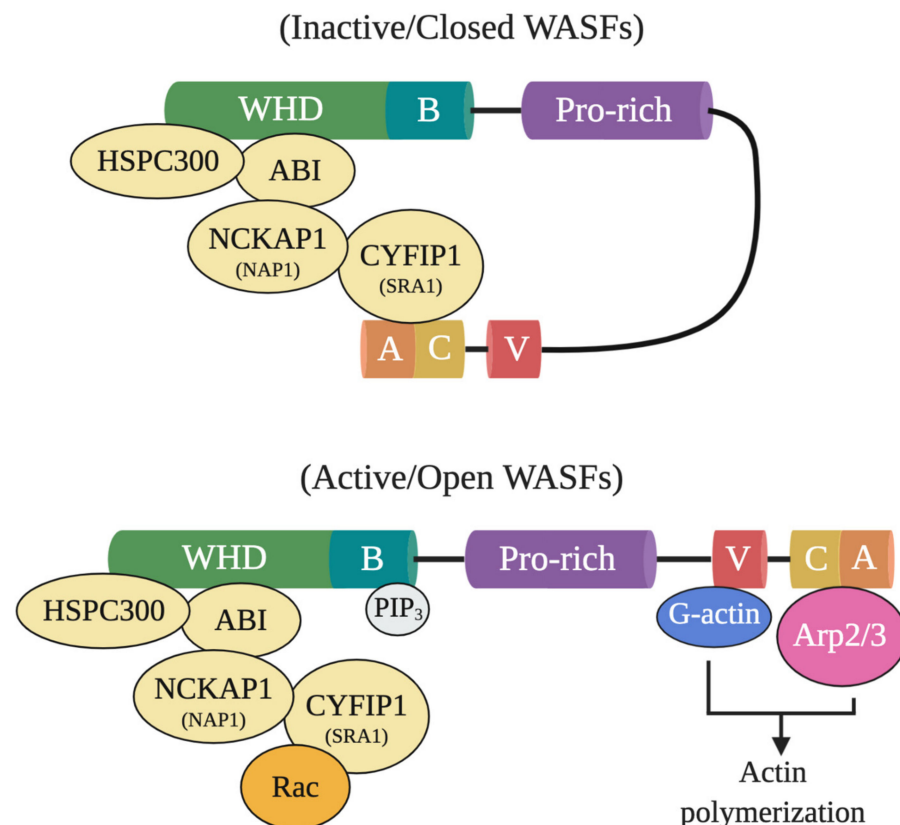 (Inactive/Closed WASFs)
WHD B Pro-rich
HSPC300 ABI
NCKAP1
(NAP1)
CYFIP1
(SRA1)
A C V
(Active/Open WASFs)
WHD B Pro-rich V C A
HSPC300 ABI PIP₃ G-actin Arp2/3
NCKAP1
(NAP1)
CYFIP1
(SRA1)
Rac
Actin
polymerization